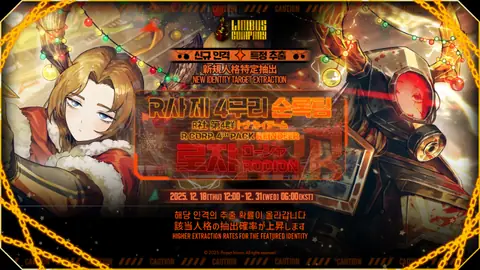 CAUTION
LIMBUS COMPANY
신규 인격 특정 추출
新規人格特定抽出
NEW IDENTITY TARGET EXTRACTION
R사 제 4무리 순록팀
R社 第4群 トナカイチーム
R CORP. 4TH PACK REINDEER
로쟈
Rodion
2025. 12. 18(THU) 12:00 - 12. 31(WED) 06:00(KST)
해당 인격의 추출 확률이 올라갑니다
該当人格の抽出確率が上昇します
HIGHER EXTRACTION RATES FOR THE FEATURED IDENTITY